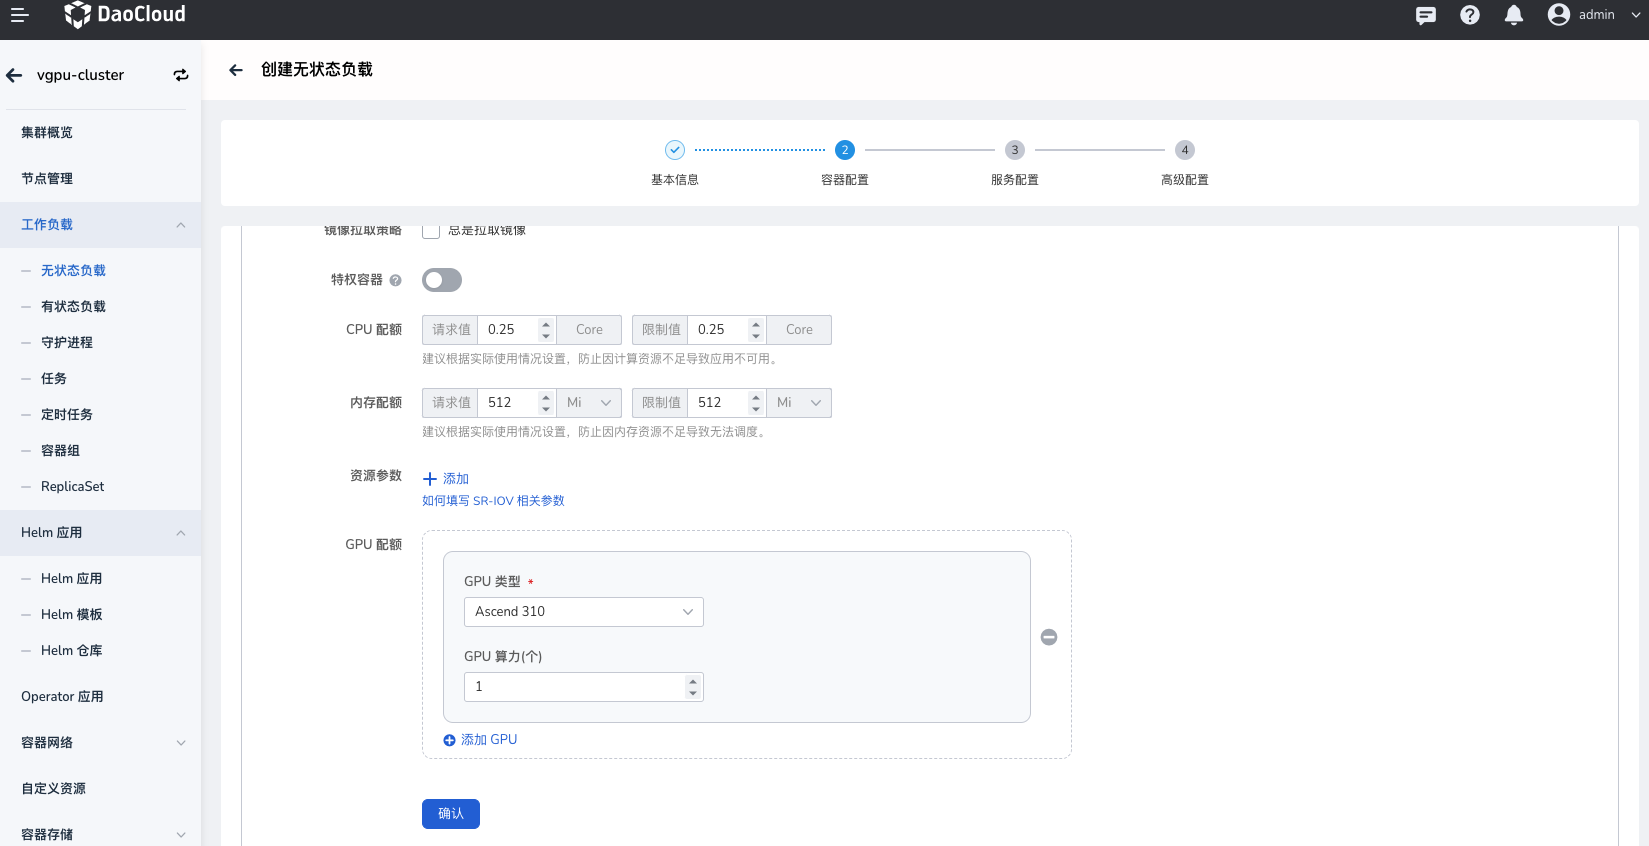 DaoCloud
admin
vgpu-cluster
集群概览
节点管理
工作负载
无状态负载
有状态负载
守护进程
任务
定时任务
容器组
ReplicaSet
Helm 应用
Helm 应用
Helm 模板
Helm 仓库
Operator 应用
容器网络
自定义资源
容器存储
创建无状态负载
2 3 4
基本信息 容器配置 服务配置 高级配置
镜像拉取策略 总是拉取镜像
特权容器
CPU 配额 请求值 0.25 Core 限制值 0.25 Core
建议根据实际使用情况设置，防止因计算资源不足导致应用不可用。
内存配额 请求值 512 Mi 限制值 512 Mi
建议根据实际使用情况设置，防止因内存资源不足导致无法调度。
资源参数 添加
如何填写 SR-IOV 相关参数
GPU 配额
GPU 类型 *
Ascend 310
GPU 算力(个)
1
添加 GPU
确认